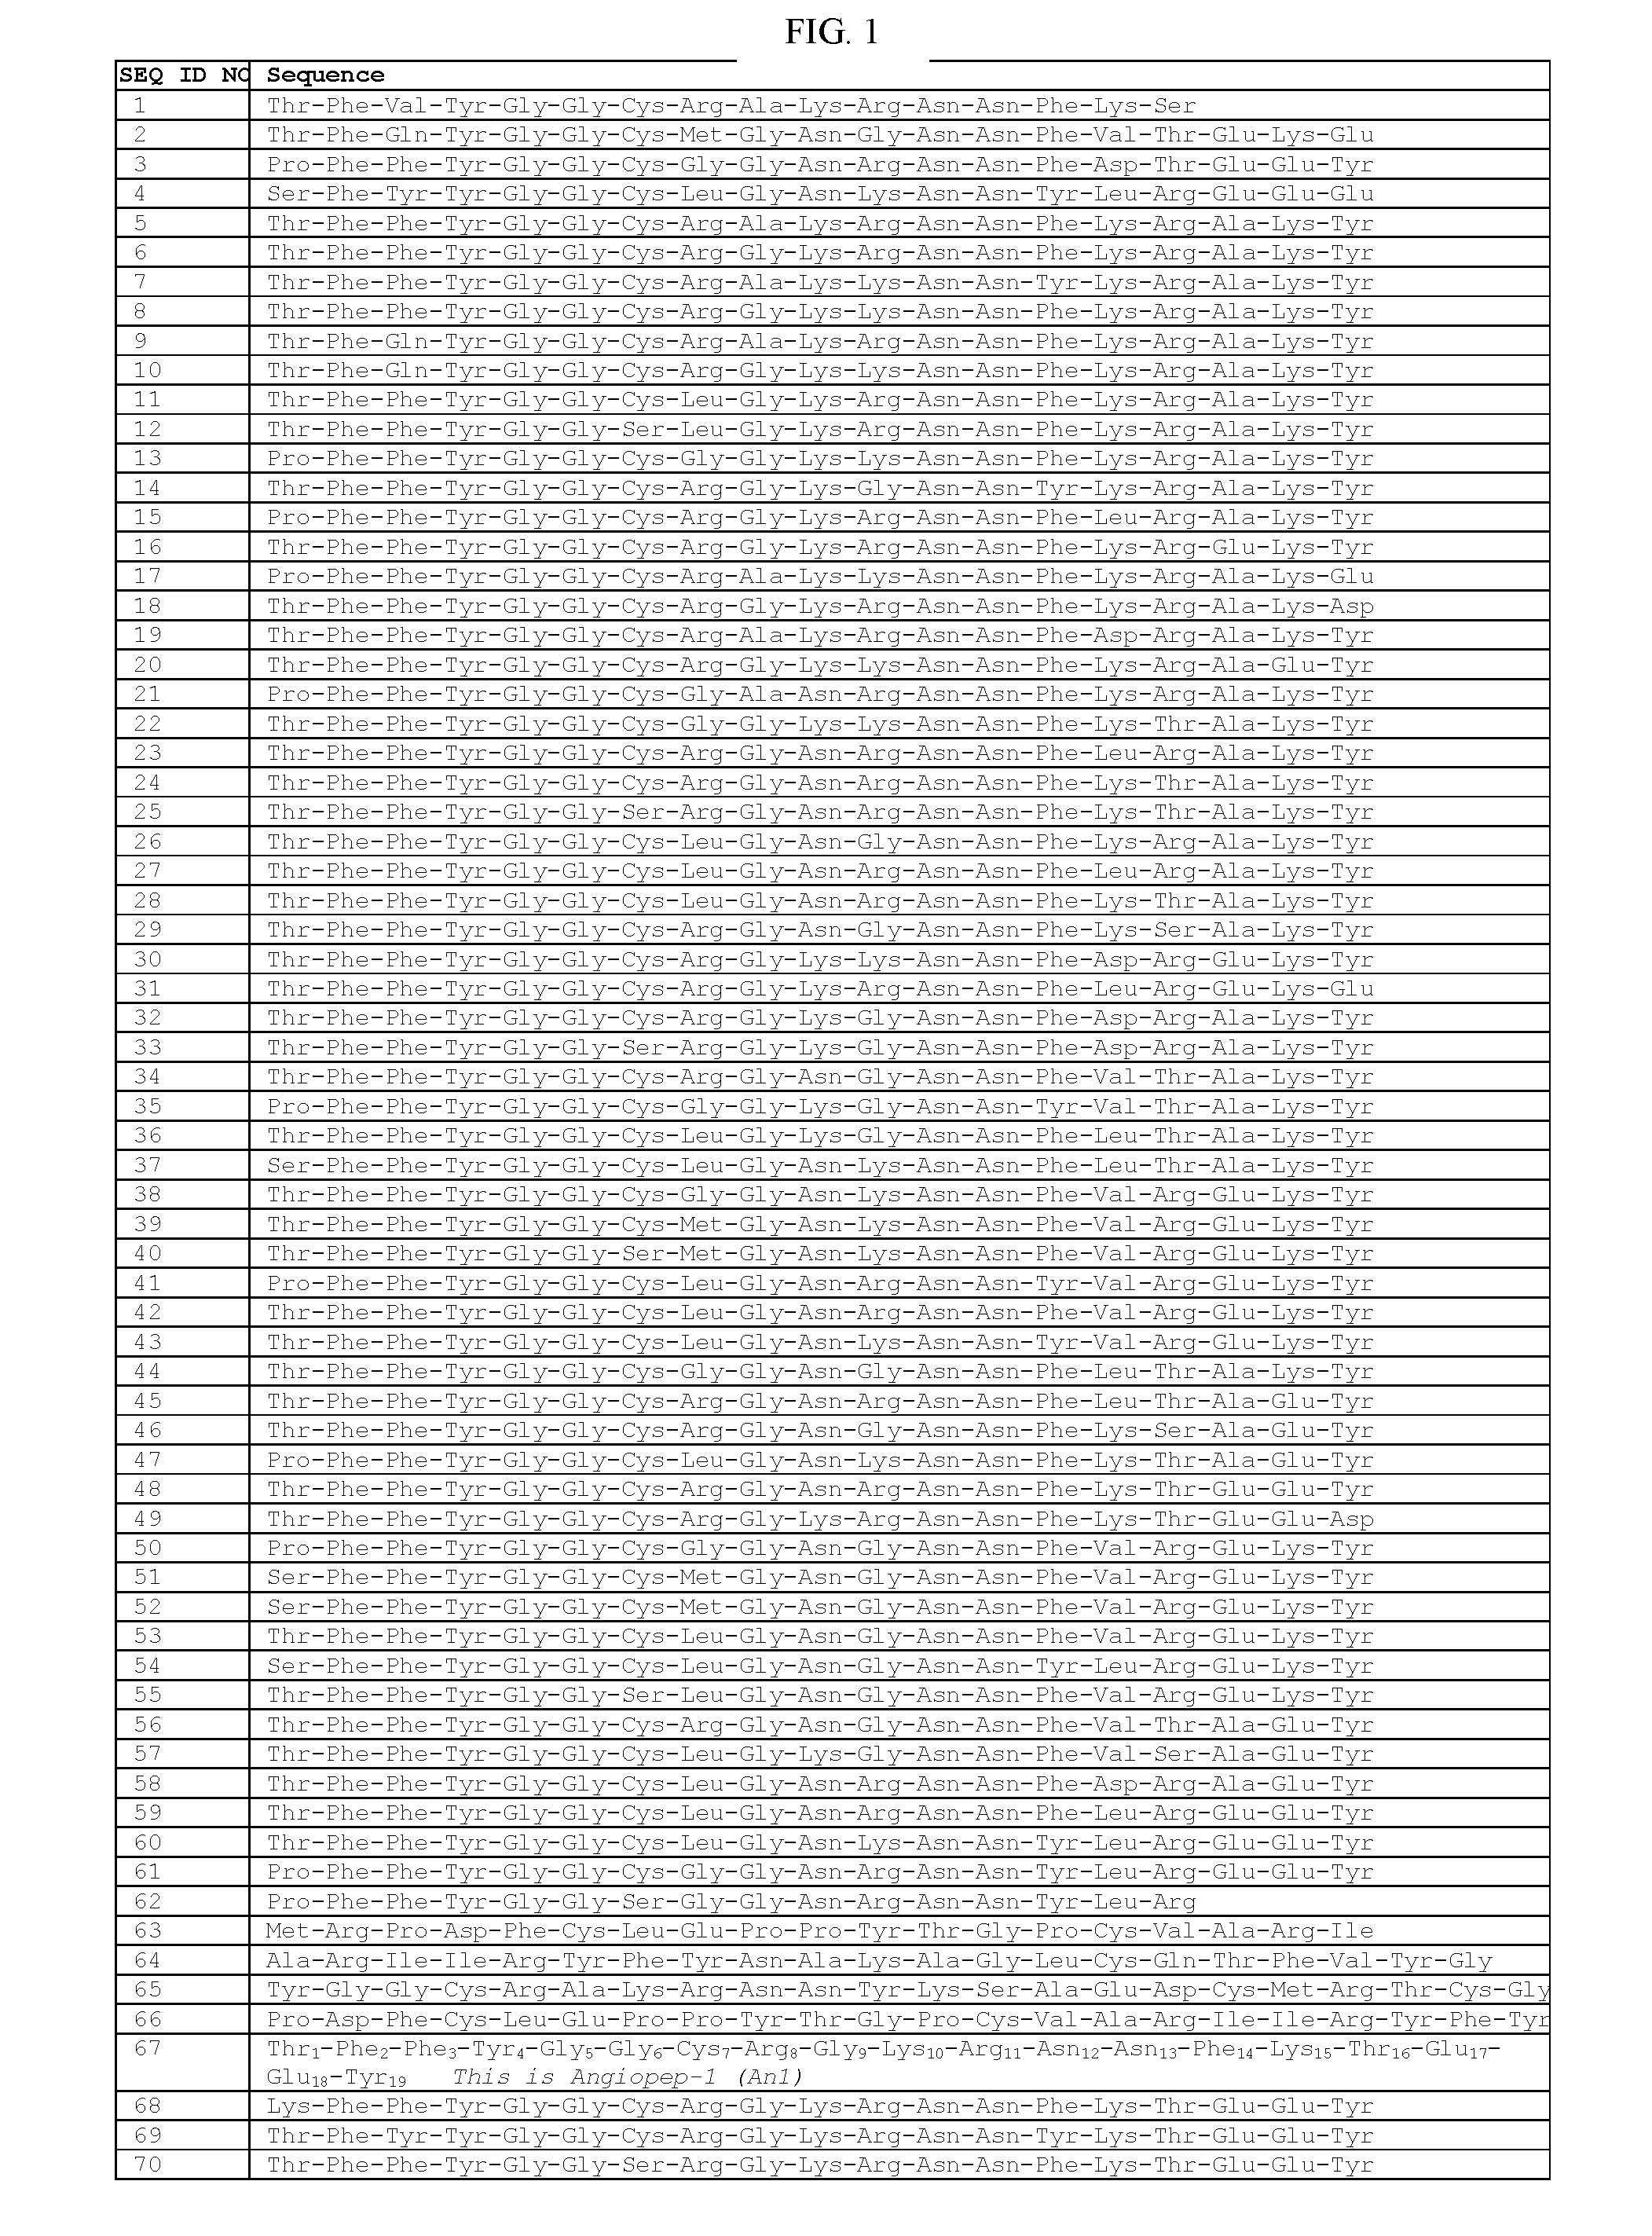 FIG. 1
SEQ ID NO Sequence
1 Thr-Phe-Val-Tyr-Gly-Gly-Cys-Arg-Ala-Lys-Arg-Asn-Asn-Phe-Lys-Ser
2 Thr-Phe-Gln-Tyr-Gly-Gly-Cys-Met-Gly-Asn-Gly-Asn-Asn-Phe-Val-Thr-Glu-Lys-Glu
3 Pro-Phe-Phe-Tyr-Gly-Gly-Cys-Gly-Gly-Asn-Arg-Asn-Asn-Phe-Asp-Thr-Glu-Glu-Tyr
4 Ser-Phe-Tyr-Tyr-Gly-Gly-Cys-Leu-Gly-Asn-Lys-Asn-Asn-Tyr-Leu-Arg-Glu-Glu-Glu
5 Thr-Phe-Phe-Tyr-Gly-Gly-Cys-Arg-Ala-Lys-Arg-Asn-Asn-Phe-Lys-Arg-Ala-Lys-Tyr
6 Thr-Phe-Phe-Tyr-Gly-Gly-Cys-Arg-Gly-Lys-Arg-Asn-Asn-Phe-Lys-Arg-Ala-Lys-Tyr
7 Thr-Phe-Phe-Tyr-Gly-Gly-Cys-Arg-Ala-Lys-Lys-Asn-Asn-Tyr-Lys-Arg-Ala-Lys-Tyr
8 Thr-Phe-Phe-Tyr-Gly-Gly-Cys-Arg-Gly-Lys-Lys-Asn-Asn-Phe-Lys-Arg-Ala-Lys-Tyr
9 Thr-Phe-Gln-Tyr-Gly-Gly-Cys-Arg-Ala-Lys-Arg-Asn-Asn-Phe-Lys-Arg-Ala-Lys-Tyr
10 Thr-Phe-Gln-Tyr-Gly-Gly-Cys-Arg-Gly-Lys-Lys-Asn-Asn-Phe-Lys-Arg-Ala-Lys-Tyr
11 Thr-Phe-Phe-Tyr-Gly-Gly-Cys-Leu-Gly-Lys-Arg-Asn-Asn-Phe-Lys-Arg-Ala-Lys-Tyr
12 Thr-Phe-Phe-Tyr-Gly-Gly-Ser-Leu-Gly-Lys-Arg-Asn-Asn-Phe-Lys-Arg-Ala-Lys-Tyr
13 Pro-Phe-Phe-Tyr-Gly-Gly-Cys-Gly-Gly-Lys-Lys-Asn-Asn-Phe-Lys-Arg-Ala-Lys-Tyr
14 Thr-Phe-Phe-Tyr-Gly-Gly-Cys-Arg-Gly-Lys-Gly-Asn-Asn-Tyr-Lys-Arg-Ala-Lys-Tyr
15 Pro-Phe-Phe-Tyr-Gly-Gly-Cys-Arg-Gly-Lys-Arg-Asn-Asn-Phe-Leu-Arg-Ala-Lys-Tyr
16 Thr-Phe-Phe-Tyr-Gly-Gly-Cys-Arg-Gly-Lys-Arg-Asn-Asn-Phe-Lys-Arg-Glu-Lys-Tyr
17 Pro-Phe-Phe-Tyr-Gly-Gly-Cys-Arg-Ala-Lys-Lys-Asn-Asn-Phe-Lys-Arg-Ala-Lys-Glu
18 Thr-Phe-Phe-Tyr-Gly-Gly-Cys-Arg-Gly-Lys-Arg-Asn-Asn-Phe-Lys-Arg-Ala-Lys-Asp
19 Thr-Phe-Phe-Tyr-Gly-Gly-Cys-Arg-Ala-Lys-Arg-Asn-Asn-Phe-Asp-Arg-Ala-Lys-Tyr
20 Thr-Phe-Phe-Tyr-Gly-Gly-Cys-Arg-Gly-Lys-Lys-Asn-Asn-Phe-Lys-Arg-Ala-Glu-Tyr
21 Pro-Phe-Phe-Tyr-Gly-Gly-Cys-Gly-Ala-Asn-Arg-Asn-Asn-Phe-Lys-Arg-Ala-Lys-Tyr
22 Thr-Phe-Phe-Tyr-Gly-Gly-Cys-Gly-Gly-Lys-Lys-Asn-Asn-Phe-Lys-Thr-Ala-Lys-Tyr
23 Thr-Phe-Phe-Tyr-Gly-Gly-Cys-Arg-Gly-Asn-Arg-Asn-Asn-Phe-Leu-Arg-Ala-Lys-Tyr
24 Thr-Phe-Phe-Tyr-Gly-Gly-Cys-Arg-Gly-Asn-Arg-Asn-Asn-Phe-Lys-Thr-Ala-Lys-Tyr
25 Thr-Phe-Phe-Tyr-Gly-Gly-Ser-Arg-Gly-Asn-Arg-Asn-Asn-Phe-Lys-Thr-Ala-Lys-Tyr
26 Thr-Phe-Phe-Tyr-Gly-Gly-Cys-Leu-Gly-Asn-Gly-Asn-Asn-Phe-Lys-Arg-Ala-Lys-Tyr
27 Thr-Phe-Phe-Tyr-Gly-Gly-Cys-Leu-Gly-Asn-Arg-Asn-Asn-Phe-Leu-Arg-Ala-Lys-Tyr
28 Thr-Phe-Phe-Tyr-Gly-Gly-Cys-Leu-Gly-Asn-Arg-Asn-Asn-Phe-Lys-Thr-Ala-Lys-Tyr
29 Thr-Phe-Phe-Tyr-Gly-Gly-Cys-Arg-Gly-Asn-Gly-Asn-Asn-Phe-Lys-Ser-Ala-Lys-Tyr
30 Thr-Phe-Phe-Tyr-Gly-Gly-Cys-Arg-Gly-Lys-Lys-Asn-Asn-Phe-Asp-Arg-Glu-Lys-Tyr
31 Thr-Phe-Phe-Tyr-Gly-Gly-Cys-Arg-Gly-Lys-Arg-Asn-Asn-Phe-Leu-Arg-Glu-Lys-Glu
32 Thr-Phe-Phe-Tyr-Gly-Gly-Cys-Arg-Gly-Lys-Gly-Asn-Asn-Phe-Asp-Arg-Ala-Lys-Tyr
33 Thr-Phe-Phe-Tyr-Gly-Gly-Ser-Arg-Gly-Lys-Gly-Asn-Asn-Phe-Asp-Arg-Ala-Lys-Tyr
34 Thr-Phe-Phe-Tyr-Gly-Gly-Cys-Arg-Gly-Asn-Gly-Asn-Asn-Phe-Val-Thr-Ala-Lys-Tyr
35 Pro-Phe-Phe-Tyr-Gly-Gly-Cys-Gly-Gly-Lys-Gly-Asn-Asn-Tyr-Val-Thr-Ala-Lys-Tyr
36 Thr-Phe-Phe-Tyr-Gly-Gly-Cys-Leu-Gly-Lys-Gly-Asn-Asn-Phe-Leu-Thr-Ala-Lys-Tyr
37 Ser-Phe-Phe-Tyr-Gly-Gly-Cys-Leu-Gly-Asn-Lys-Asn-Asn-Phe-Leu-Thr-Ala-Lys-Tyr
38 Thr-Phe-Phe-Tyr-Gly-Gly-Cys-Gly-Gly-Asn-Lys-Asn-Asn-Phe-Val-Arg-Glu-Lys-Tyr
39 Thr-Phe-Phe-Tyr-Gly-Gly-Cys-Met-Gly-Asn-Lys-Asn-Asn-Phe-Val-Arg-Glu-Lys-Tyr
40 Thr-Phe-Phe-Tyr-Gly-Gly-Ser-Met-Gly-Asn-Lys-Asn-Asn-Phe-Val-Arg-Glu-Lys-Tyr
41 Pro-Phe-Phe-Tyr-Gly-Gly-Cys-Leu-Gly-Asn-Arg-Asn-Asn-Tyr-Val-Arg-Glu-Lys-Tyr
42 Thr-Phe-Phe-Tyr-Gly-Gly-Cys-Leu-Gly-Asn-Arg-Asn-Asn-Phe-Val-Arg-Glu-Lys-Tyr
43 Thr-Phe-Phe-Tyr-Gly-Gly-Cys-Leu-Gly-Asn-Lys-Asn-Asn-Tyr-Val-Arg-Glu-Lys-Tyr
44 Thr-Phe-Phe-Tyr-Gly-Gly-Cys-Gly-Gly-Asn-Gly-Asn-Asn-Phe-Leu-Thr-Ala-Lys-Tyr
45 Thr-Phe-Phe-Tyr-Gly-Gly-Cys-Arg-Gly-Asn-Arg-Asn-Asn-Phe-Leu-Thr-Ala-Glu-Tyr
46 Thr-Phe-Phe-Tyr-Gly-Gly-Cys-Arg-Gly-Asn-Gly-Asn-Asn-Phe-Lys-Ser-Ala-Glu-Tyr
47 Pro-Phe-Phe-Tyr-Gly-Gly-Cys-Leu-Gly-Asn-Lys-Asn-Asn-Phe-Lys-Thr-Ala-Glu-Tyr
48 Thr-Phe-Phe-Tyr-Gly-Gly-Cys-Arg-Gly-Asn-Arg-Asn-Asn-Phe-Lys-Thr-Glu-Glu-Tyr
49 Thr-Phe-Phe-Tyr-Gly-Gly-Cys-Arg-Gly-Lys-Arg-Asn-Asn-Phe-Lys-Thr-Glu-Glu-Asp
50 Pro-Phe-Phe-Tyr-Gly-Gly-Cys-Gly-Gly-Asn-Gly-Asn-Asn-Phe-Val-Arg-Glu-Lys-Tyr
51 Ser-Phe-Phe-Tyr-Gly-Gly-Cys-Met-Gly-Asn-Gly-Asn-Asn-Phe-Val-Arg-Glu-Lys-Tyr
52 Ser-Phe-Phe-Tyr-Gly-Gly-Cys-Met-Gly-Asn-Gly-Asn-Asn-Phe-Val-Arg-Glu-Lys-Tyr
53 Thr-Phe-Phe-Tyr-Gly-Gly-Cys-Leu-Gly-Asn-Gly-Asn-Asn-Phe-Val-Arg-Glu-Lys-Tyr
54 Ser-Phe-Phe-Tyr-Gly-Gly-Cys-Leu-Gly-Asn-Gly-Asn-Asn-Tyr-Leu-Arg-Glu-Lys-Tyr
55 Thr-Phe-Phe-Tyr-Gly-Gly-Ser-Leu-Gly-Asn-Gly-Asn-Asn-Phe-Val-Arg-Glu-Lys-Tyr
56 Thr-Phe-Phe-Tyr-Gly-Gly-Cys-Arg-Gly-Asn-Gly-Asn-Asn-Phe-Val-Thr-Ala-Glu-Tyr
57 Thr-Phe-Phe-Tyr-Gly-Gly-Cys-Leu-Gly-Lys-Gly-Asn-Asn-Phe-Val-Ser-Ala-Glu-Tyr
58 Thr-Phe-Phe-Tyr-Gly-Gly-Cys-Leu-Gly-Asn-Arg-Asn-Asn-Phe-Asp-Arg-Ala-Glu-Tyr
59 Thr-Phe-Phe-Tyr-Gly-Gly-Cys-Leu-Gly-Asn-Arg-Asn-Asn-Phe-Leu-Arg-Glu-Glu-Tyr
60 Thr-Phe-Phe-Tyr-Gly-Gly-Cys-Leu-Gly-Asn-Lys-Asn-Asn-Tyr-Leu-Arg-Glu-Glu-Tyr
61 Pro-Phe-Phe-Tyr-Gly-Gly-Cys-Gly-Gly-Asn-Arg-Asn-Asn-Tyr-Leu-Arg-Glu-Glu-Tyr
62 Pro-Phe-Phe-Tyr-Gly-Gly-Ser-Gly-Gly-Asn-Arg-Asn-Asn-Tyr-Leu-Arg
63 Met-Arg-Pro-Asp-Phe-Cys-Leu-Glu-Pro-Pro-Tyr-Thr-Gly-Pro-Cys-Val-Ala-Arg-Ile
64 Ala-Arg-Ile-Ile-Arg-Tyr-Phe-Tyr-Asn-Ala-Lys-Ala-Gly-Leu-Cys-Gln-Thr-Phe-Val-Tyr-Gly
65 Tyr-Gly-Gly-Cys-Arg-Ala-Lys-Arg-Asn-Asn-Tyr-Lys-Ser-Ala-Glu-Asp-Cys-Met-Arg-Thr-Cys-Gly
66 Pro-Asp-Phe-Cys-Leu-Glu-Pro-Pro-Tyr-Thr-Gly-Pro-Cys-Val-Ala-Arg-Ile-Ile-Arg-Tyr-Phe-Tyr
67 Thr₁-Phe₂-Phe₃-Tyr₄-Gly₅-Gly₆-Cys₇-Arg₈-Gly₉-Lys₁₀-Arg₁₁-Asn₁₂-Asn₁₃-Phe₁₄-Lys₁₅-Thr₁₆-Glu₁₇-
Glu₁₈-Tyr₁₉ This is Angiopep-1 (An1)
68 Lys-Phe-Phe-Tyr-Gly-Gly-Cys-Arg-Gly-Lys-Arg-Asn-Asn-Phe-Lys-Thr-Glu-Glu-Tyr
69 Thr-Phe-Tyr-Tyr-Gly-Gly-Cys-Arg-Gly-Lys-Arg-Asn-Asn-Tyr-Lys-Thr-Glu-Glu-Tyr
70 Thr-Phe-Phe-Tyr-Gly-Gly-Ser-Arg-Gly-Lys-Arg-Asn-Asn-Phe-Lys-Thr-Glu-Glu-Tyr